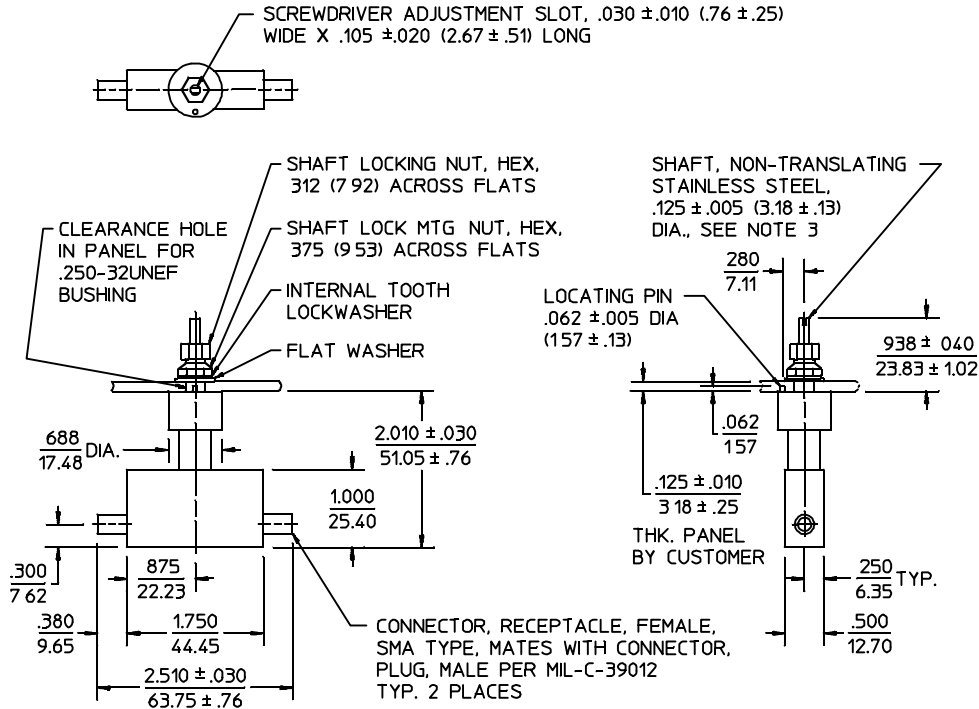 SCREWDRIVER ADJUSTMENT SLOT, .030 ±.010 (.76 ±.25)
WIDE X .105 ±.020 (2.67 ±.51) LONG
SHAFT LOCKING NUT, HEX,
312 (7 92) ACROSS FLATS
SHAFT LOCK MTG NUT, HEX,
375 (9 53) ACROSS FLATS
INTERNAL TOOTH
LOCKWASHER
FLAT WASHER
CLEARANCE HOLE
IN PANEL FOR
.250-32UNEF
BUSHING
SHAFT, NON-TRANSLATING
STAINLESS STEEL,
.125 ±.005 (3.18 ±.13)
DIA., SEE NOTE 3
280
7.11
LOCATING PIN
.062 ±.005 DIA
(157 ±.13)
938 ± 040
23.83 ± 1.02
688
17.48
DIA.
2.010 ±.030
51.05 ±.76
1.000
25.40
.062
157
.125 ±.010
3 18 ±.25
THK. PANEL
BY CUSTOMER
.300
7 62
875
22.23
250
6.35
TYP.
.380
9.65
1.750
44.45
.500
12.70
2.510 ±.030
63.75 ±.76
CONNECTOR, RECEPTACLE, FEMALE,
SMA TYPE, MATES WITH CONNECTOR,
PLUG, MALE PER MIL-C-39012
TYP. 2 PLACES